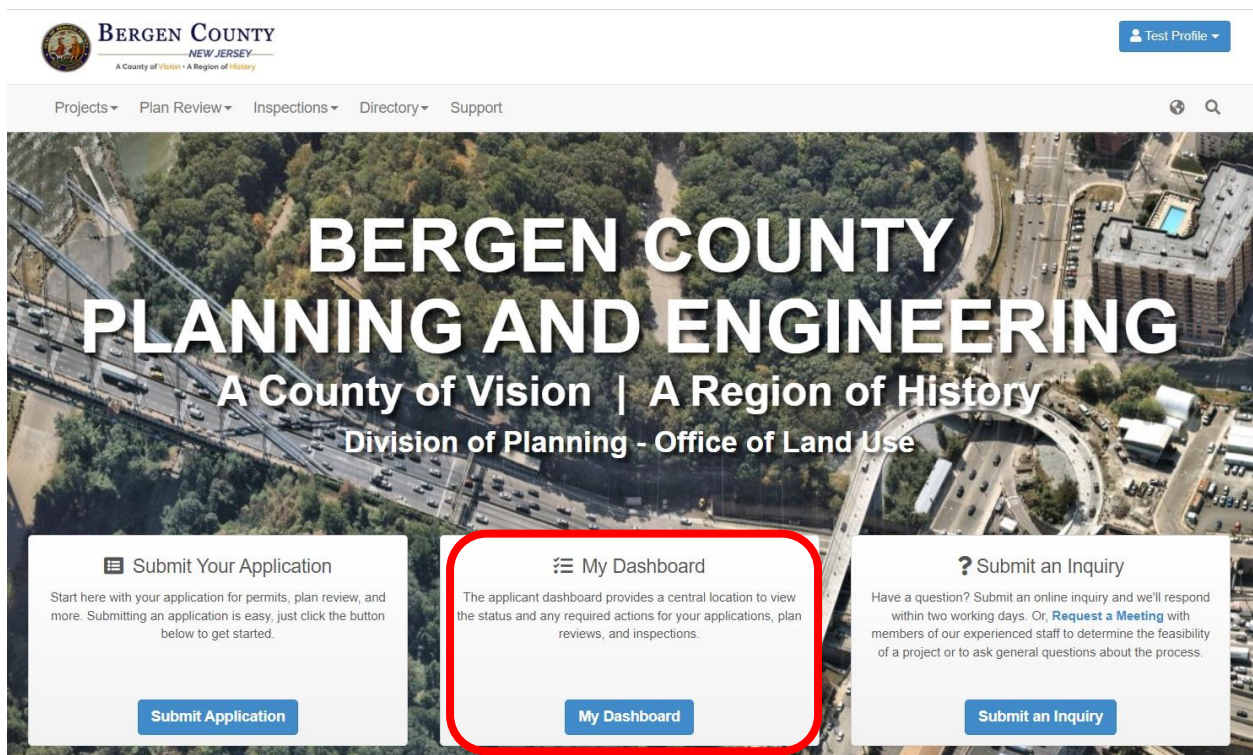 BERGEN COUNTY
NEW JERSEY
A County of Vision • A Region of History
Test Profile
Projects Plan Review Inspections Directory Support
BERGEN COUNTY
PLANNING AND ENGINEERING
A County of Vision | A Region of History
Division of Planning - Office of Land Use
Submit Your Application
Start here with your application for permits, plan review, and
more. Submitting an application is easy, just click the button
below to get started.
Submit Application
My Dashboard
The applicant dashboard provides a central location to view
the status and any required actions for your applications, plan
reviews, and inspections.
My Dashboard
? Submit an Inquiry
Have a question? Submit an online inquiry and we'll respond
within two working days. Or, Request a Meeting with
members of our experienced staff to determine the feasibility
of a project or to ask general questions about the process.
Submit an Inquiry